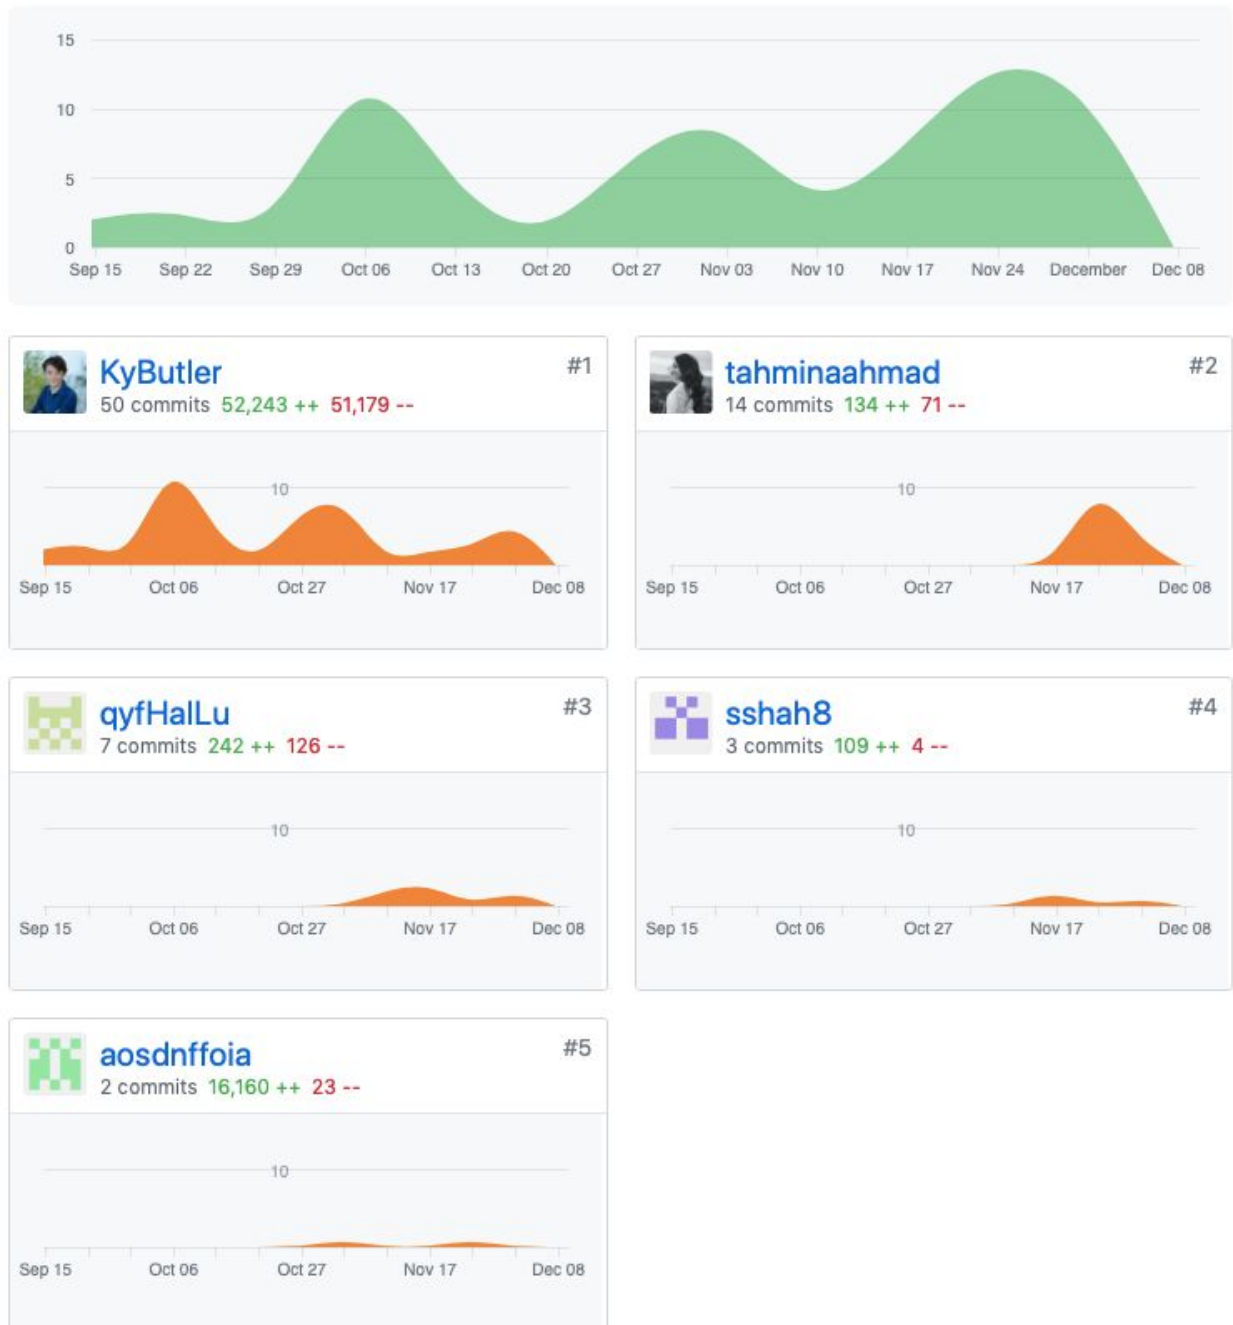 15
10
5
0
Sep 15 Sep 22 Sep 29 Oct 06 Oct 13 Oct 20 Oct 27 Nov 03 Nov 10 Nov 17 Nov 24 December Dec 08
KyButler #1
50 commits 52,243 ++ 51,179 --
10
Sep 15 Oct 06 Oct 27 Nov 17 Dec 08
tahminaahmad #2
14 commits 134 ++ 71 --
10
Sep 15 Oct 06 Oct 27 Nov 17 Dec 08
qyfHalLu #3
7 commits 242 ++ 126 --
10
Sep 15 Oct 06 Oct 27 Nov 17 Dec 08
sshah8 #4
3 commits 109 ++ 4 --
10
Sep 15 Oct 06 Oct 27 Nov 17 Dec 08
aosdnffoia #5
2 commits 16,160 ++ 23 --
10
Sep 15 Oct 06 Oct 27 Nov 17 Dec 08